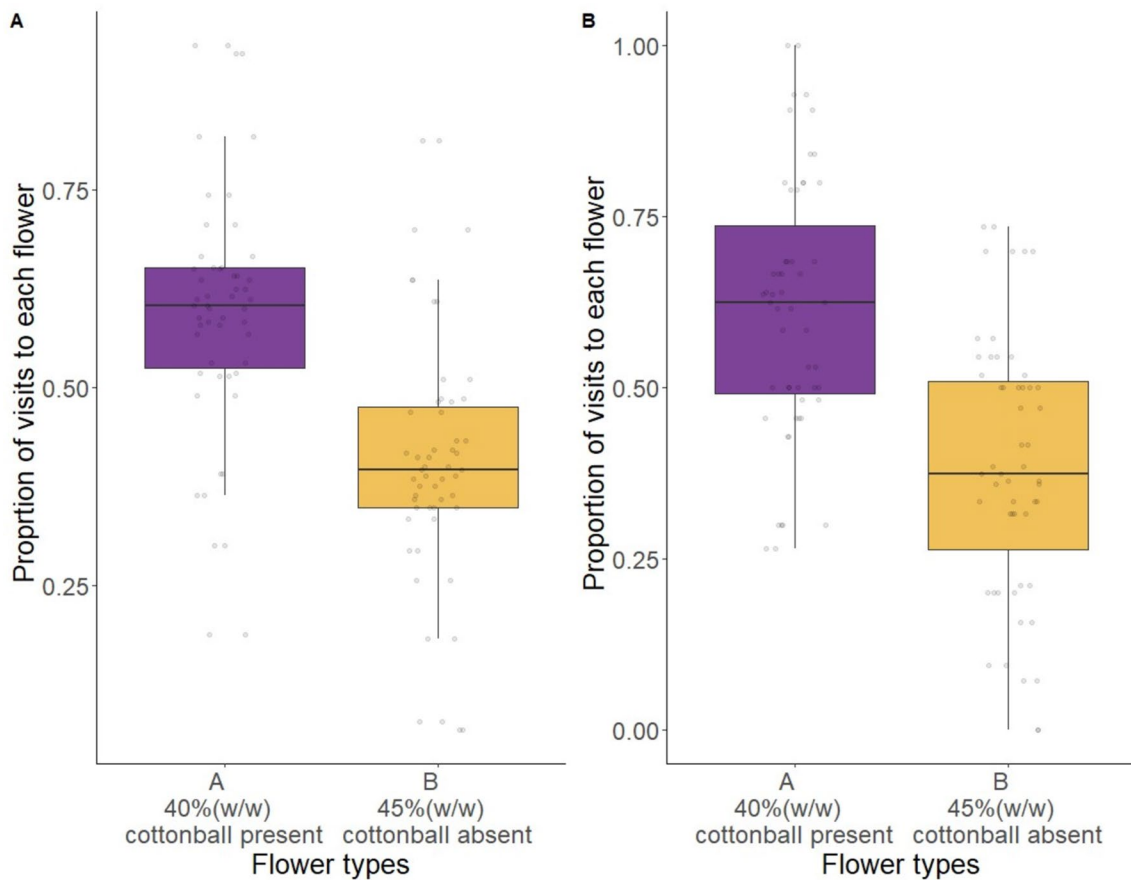 A
Proprtion of visits to each flower
0.75
0.50
0.25
A
40%(w/w)
cottonball present
B
45%(w/w)
cottonball absent
Flower types
B
Proportion of visits to each flower
1.00
0.75
0.50
0.25
0.00
A
40%(w/w)
cottonball present
B
45%(w/w)
cottonball absent
Flower types